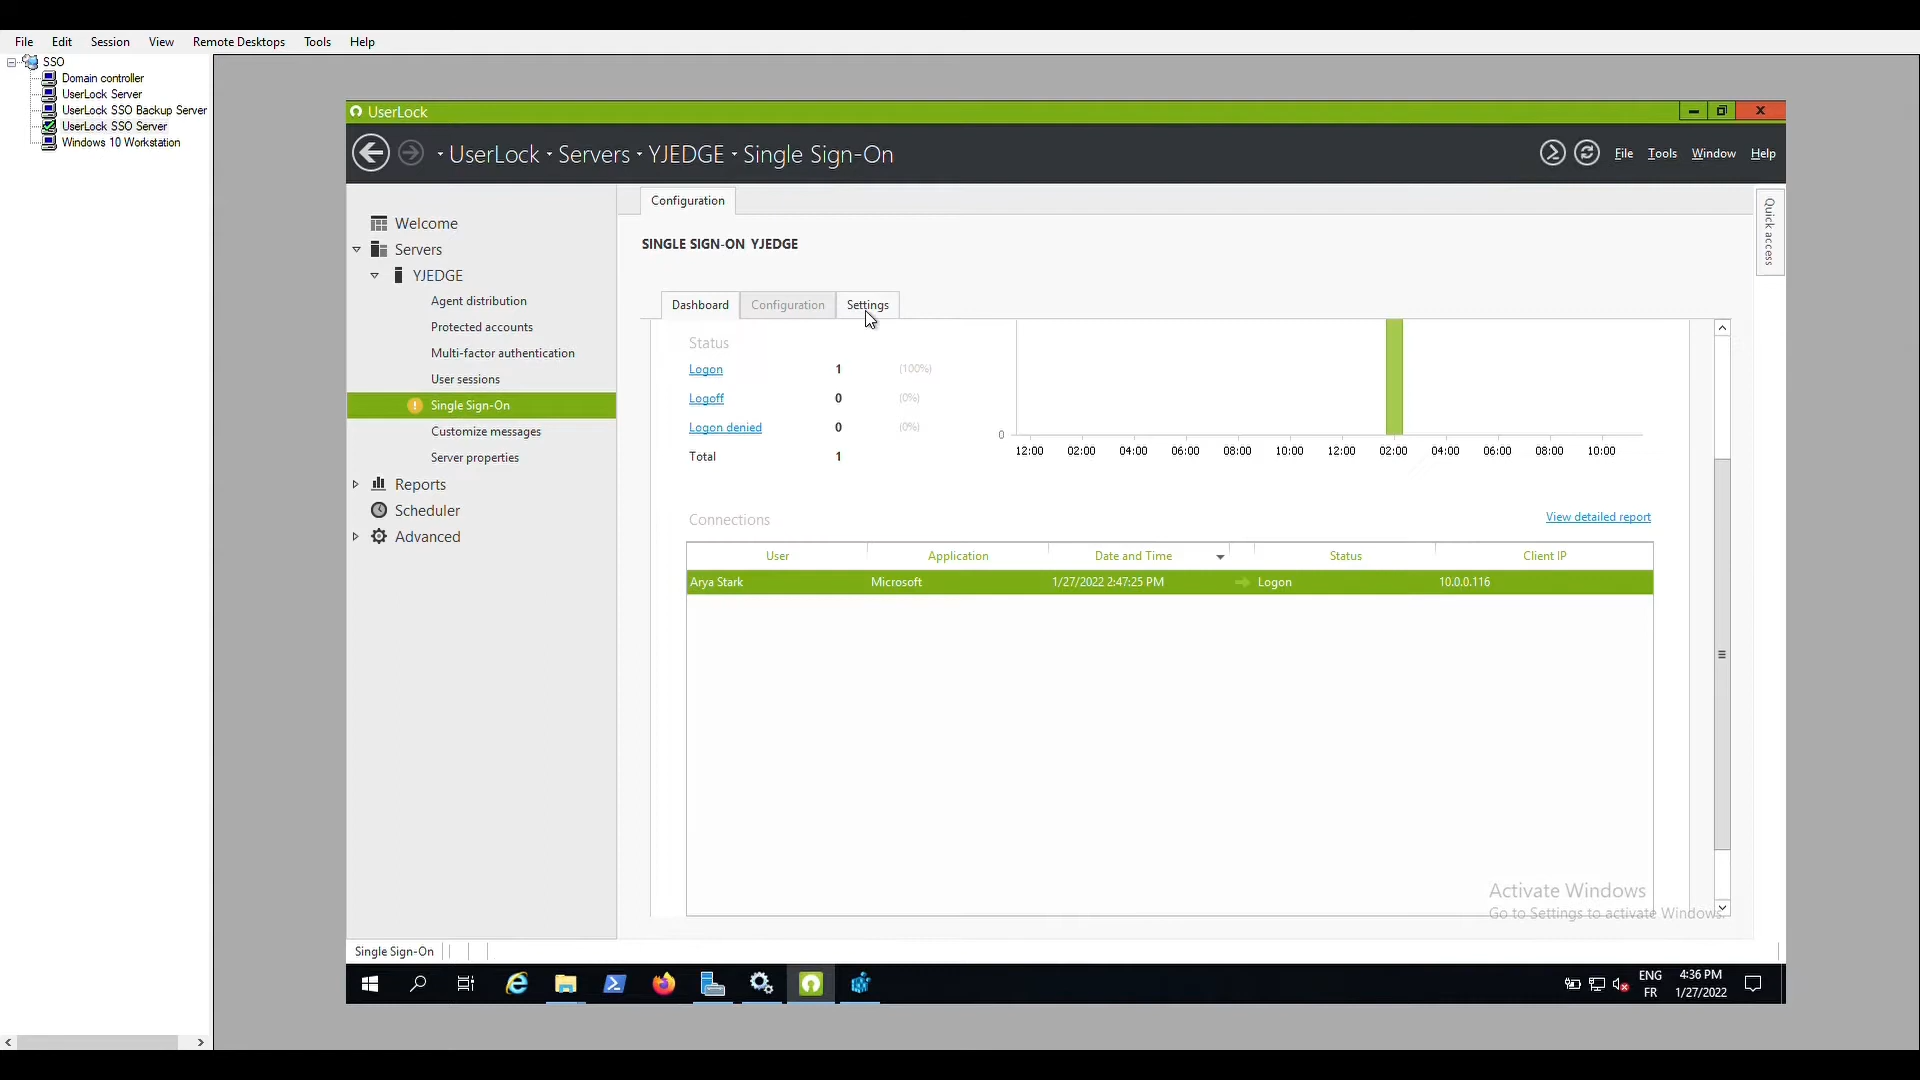 File Edit Session View Remote Desktops Tools Help
SSO
Domain controller
UserLock Server
UserLock SSO Backup Server
UserLock SSO Server
Windows 10 Workstation
UserLock
UserLock · Servers · YJEDGE · Single Sign-On
File Tools Window Help
Welcome
Servers
YJEDGE
Agent distribution
Protected accounts
Multi-factor authentication
User sessions
Single Sign-On
Customize messages
Server properties
Reports
Scheduler
Advanced
Configuration
Quick access
SINGLE SIGN-ON YJEDGE
Dashboard Configuration Settings
Status
Logon 1 (100%)
Logoff 0 (0%)
Logon denied 0 (0%)
Total 1
0
12:00 02:00 04:00 06:00 08:00 10:00 12:00 02:00 04:00 06:00 08:00 10:00
Connections
View detailed report
User Application Date and Time Status Client IP
Arya Stark Microsoft 1/27/2022 2:47:25 PM Logon 10.0.0.116
Activate Windows
Go to Settings to activate Windows.
Single Sign-On
ENG
FR
4:36 PM
1/27/2022